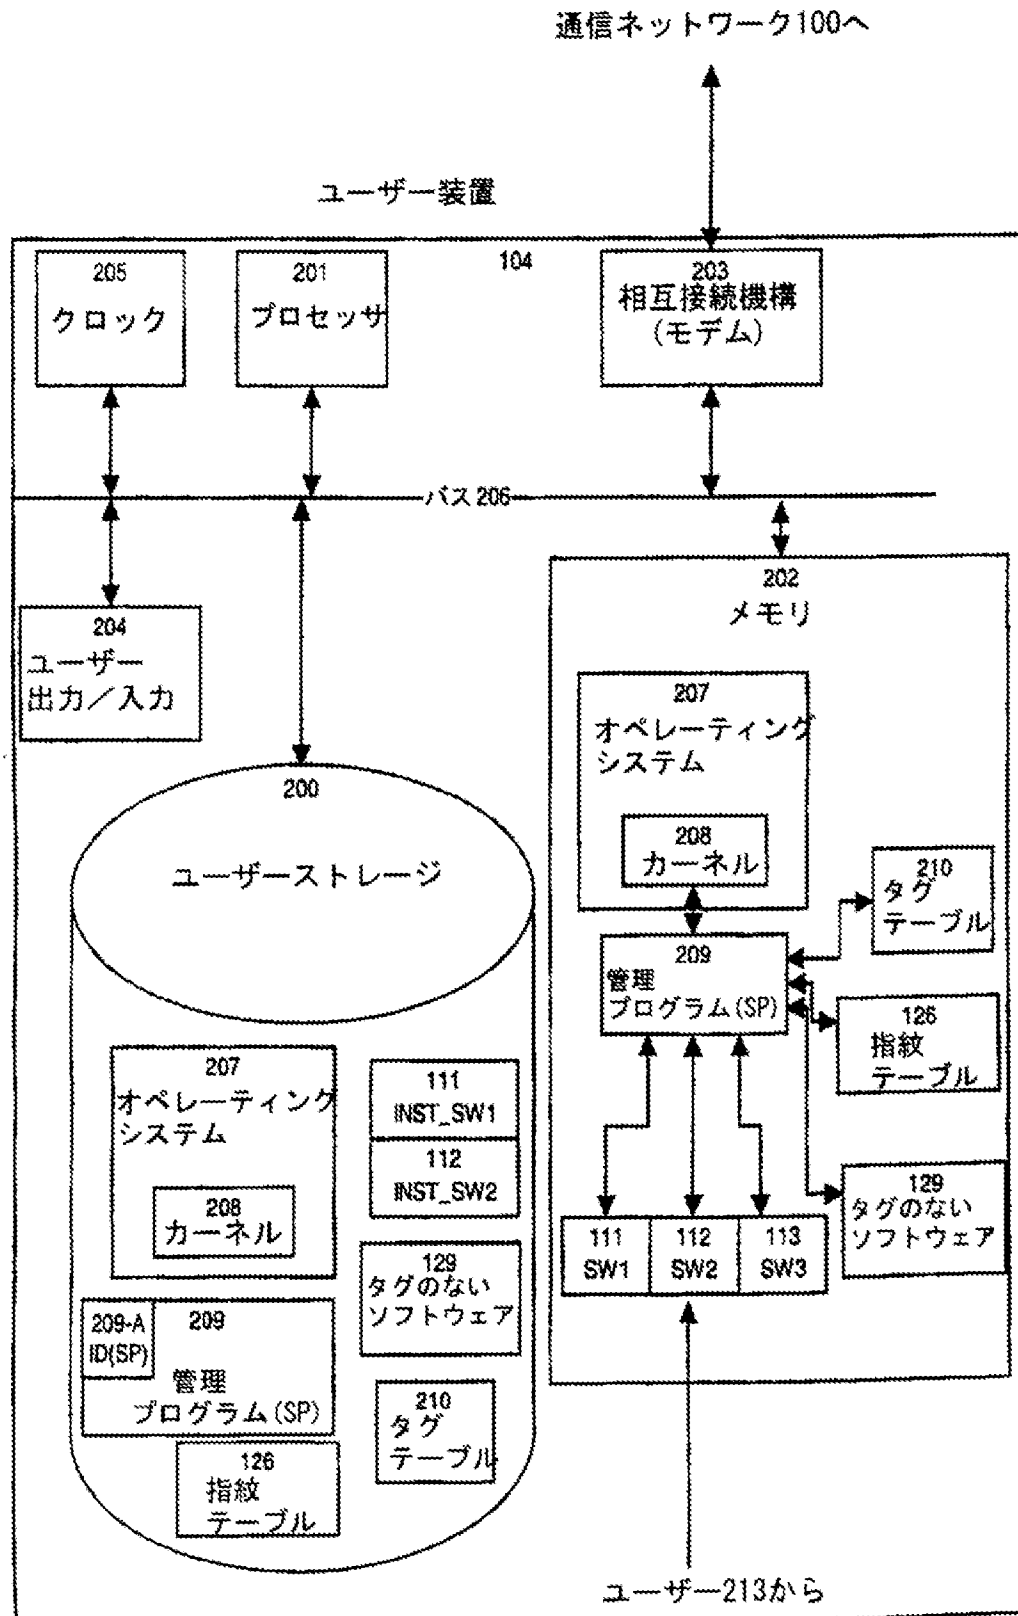 通信ネットワーク100へ
ユーザー装置
104
205
クロック
201
プロセッサ
203
相互接続機構
(モデム)
バス206
204
ユーザー
出力／入力
202
メモリ
207
オペレーティング
システム
208
カーネル
209
管理
プログラム(SP)
210
タグ
テーブル
126
指紋
テーブル
129
タグのない
ソフトウェア
111
SW1
112
SW2
113
SW3
200
ユーザーストレージ
207
オペレーティング
システム
208
カーネル
111
INST_SW1
112
INST_SW2
129
タグのない
ソフトウェア
209-A
ID(SP)
209
管理
プログラム(SP)
210
タグ
テーブル
126
指紋
テーブル
ユーザー213から